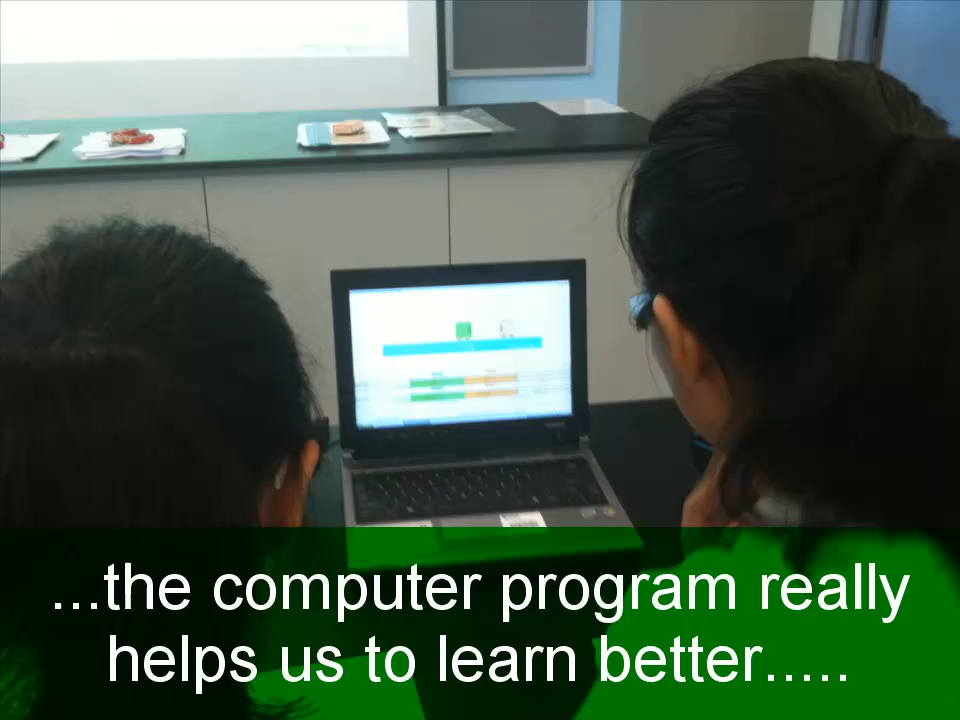 ...the computer program really
helps us to learn better.....